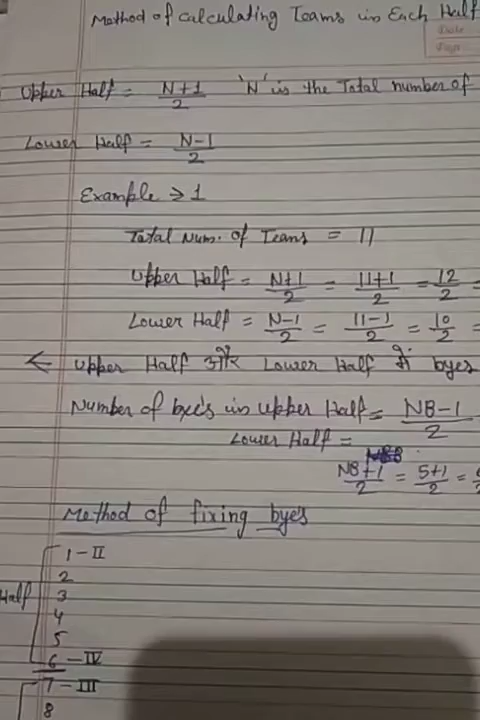 Method of Calculating Teams in Each Half
Date
Page
Upper Half = N+1/2 'N' is the Total number of
Lower Half = N-1/2
Example → 1
Total Num. of Teams = 11
Upper Half = N+1/2 = 11+1/2 = 12/2 =
Lower Half = N-1/2 = 11-1/2 = 10/2 =
← Upper Half और Lower Half में byes
Number of bye's in Upper Half = NB-1/2
Lower Half =
NB+1/2 = 5+1/2 =
Method of fixing bye's
1-II
2
Half 3
4
5
6-IV
7-III
8